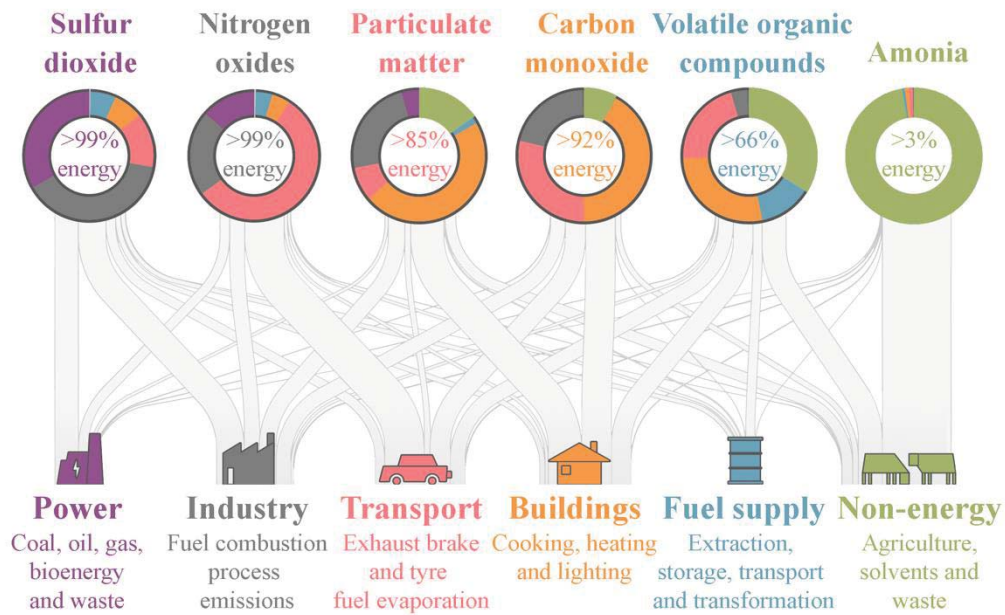 Sulfur
dioxide
Nitrogen
oxides
Particulate
matter
Carbon
monoxide
Volatile organic
compounds
Amonia
>99%
energy
>99%
energy
>85%
energy
>92%
energy
>66%
energy
>3%
energy
Power
Coal, oil, gas,
bioenergy
and waste
Industry
Fuel combustion
process
emissions
Transport
Exhaust brake
and tyre
fuel evaporation
Buildings
Cooking, heating
and lighting
Fuel supply
Extraction,
storage, transport
and transformation
Non-energy
Agriculture,
solvents and
waste